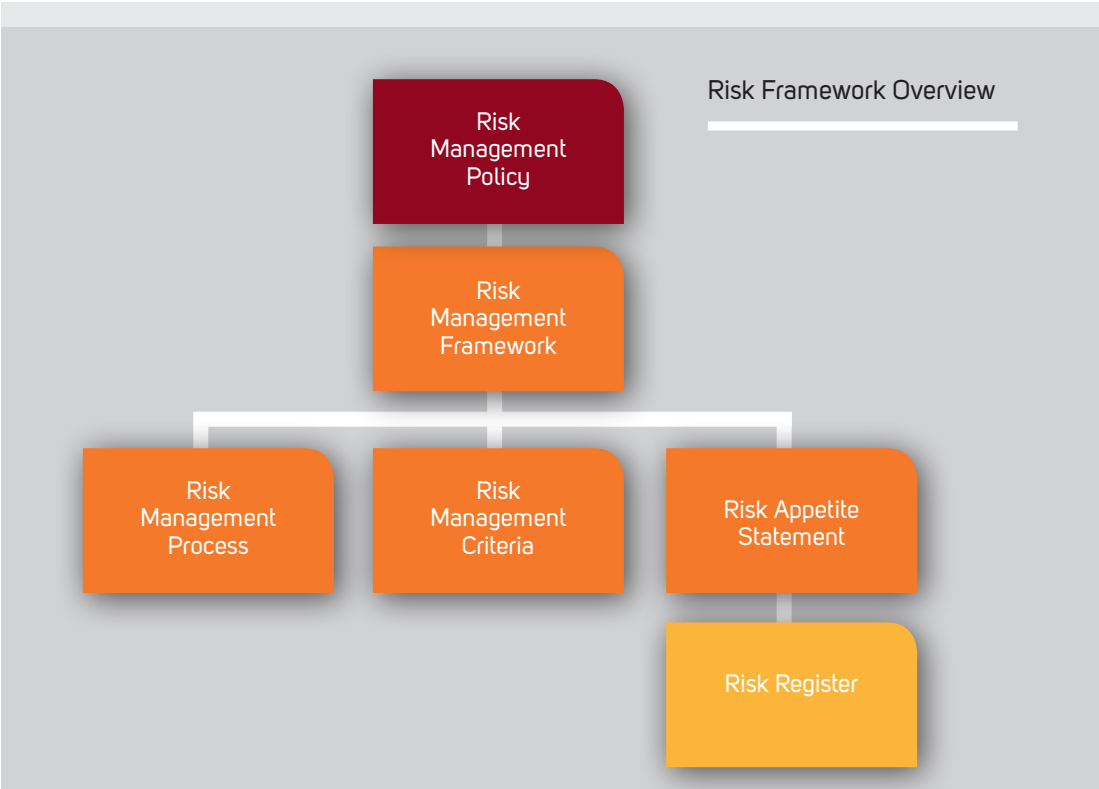 Risk Framework Overview
Risk
Management
Policy
Risk
Management
Framework
Risk
Management
Process
Risk
Management
Criteria
Risk Appetite
Statement
Risk Register